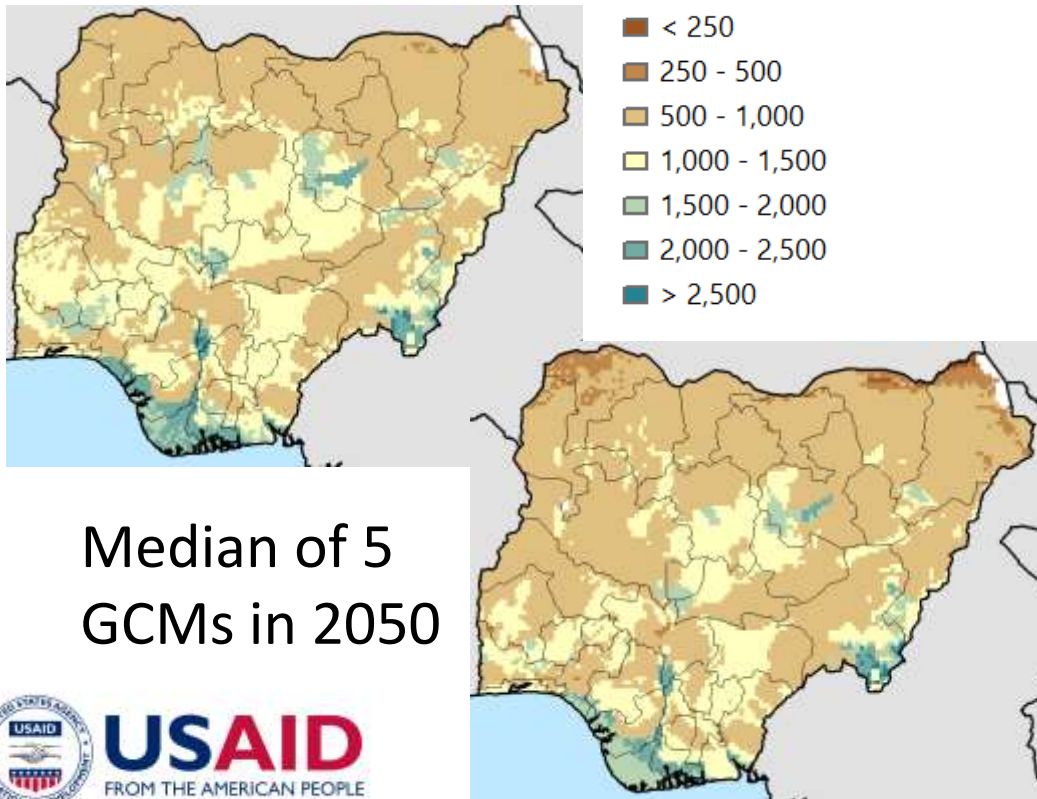 < 250
250 - 500
500 - 1,000
1,000 - 1,500
1,500 - 2,000
2,000 - 2,500
> 2,500
Median of 5
GCMs in 2050
USAID
USAID
FROM THE AMERICAN PEOPLE